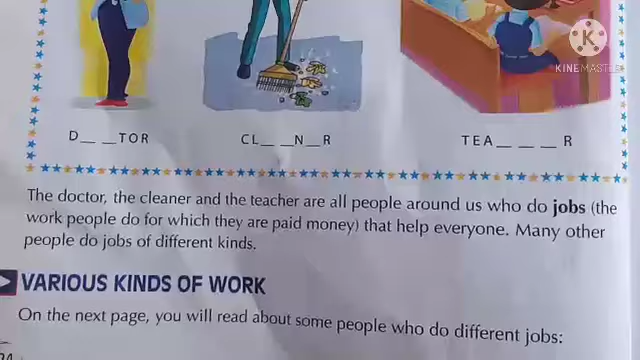 KINEMASTER
D_ _TOR
CL_ _N_R
TEA_ _ _R
The doctor, the cleaner and the teacher are all people around us who do jobs (the
work people do for which they are paid money) that help everyone. Many other
people do jobs of different kinds.
VARIOUS KINDS OF WORK
On the next page, you will read about some people who do different jobs: